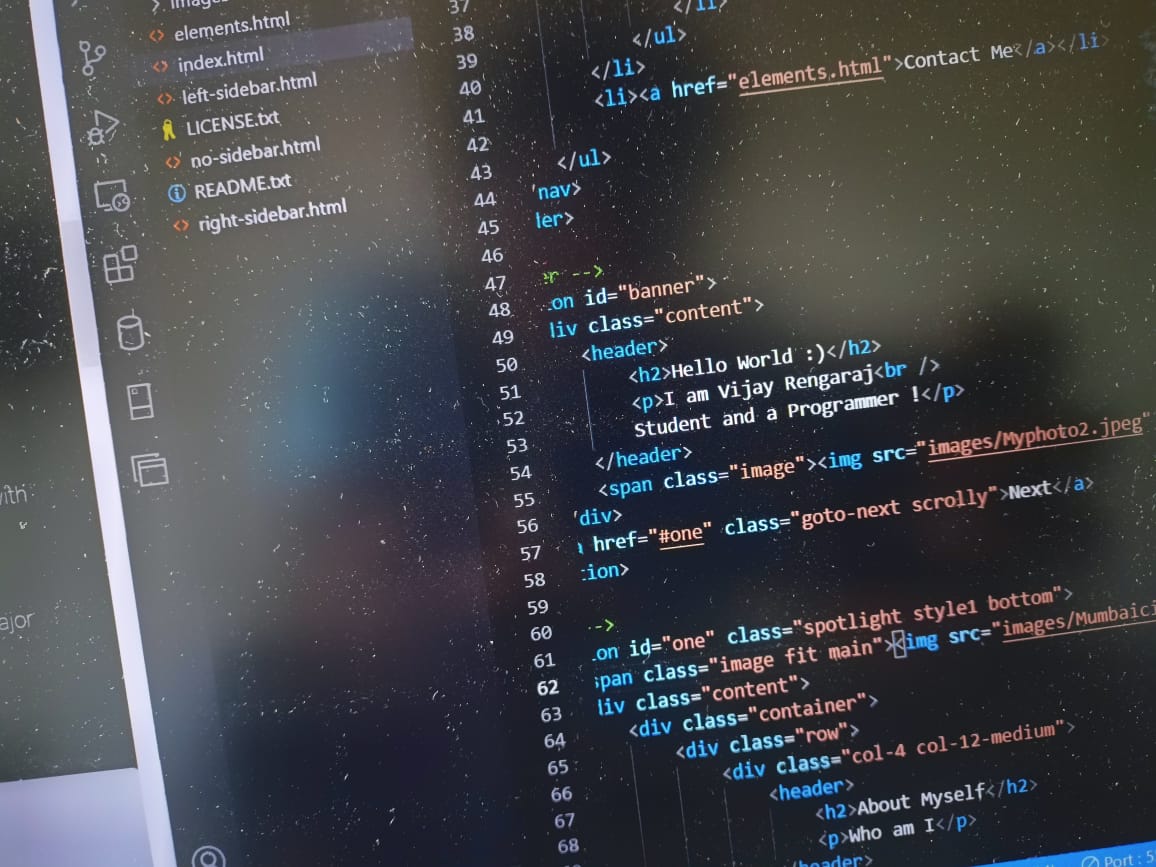 elements.html
index.html
left-sidebar.html
LICENSE.txt
no-sidebar.html
README.txt
right-sidebar.html
with
ajor
37 </li>
38 </ul>
39 </li>
40 <li><a href="elements.html">Contact Me</a></li>
41
42 </ul>
43 nav>
44 ler>
45
46
47 -->
48 on id="banner">
49 div class="content">
50 <header>
51 <h2>Hello World :)</h2>
52 <p>I am Vijay Rengaraj<br />
53 Student and a Programmer !</p>
54 </header>
55 <span class="image"><img src="images/Myphoto2.jpeg"
56 div>
57 href="#one" class="goto-next scrolly">Next</a>
58 tion>
59
60 -->
61 on id="one" class="spotlight style1 bottom">
62 span class="image fit main"><img src="images/Mumbaici
63 div class="content">
64 <div class="container">
65 <div class="row">
66 <div class="col-4 col-12-medium">
67 <header>
68 <h2>About Myself</h2>
<p>Who am I</p>
header>
Port : 5